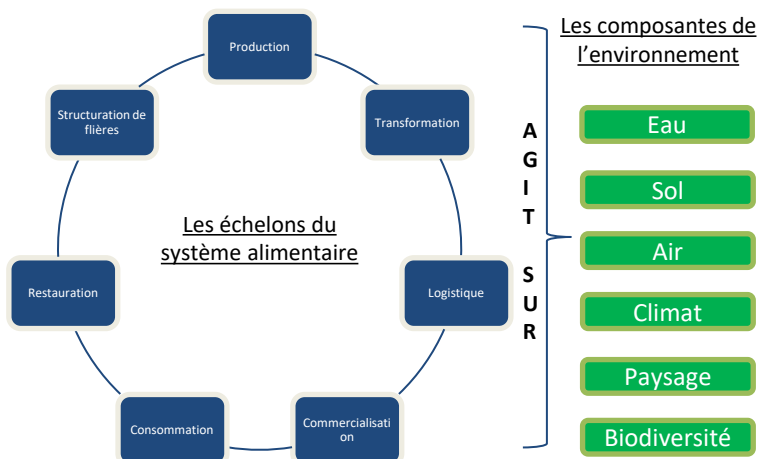 Production
Transformation
Logistique
Commercialisati
on
Consommation
Restauration
Structuration de
flières
Les échelons du
système alimentaire
A
G
I
T
S
U
R
Les composantes de
l'environnement
Eau
Sol
Air
Climat
Paysage
Biodiversité